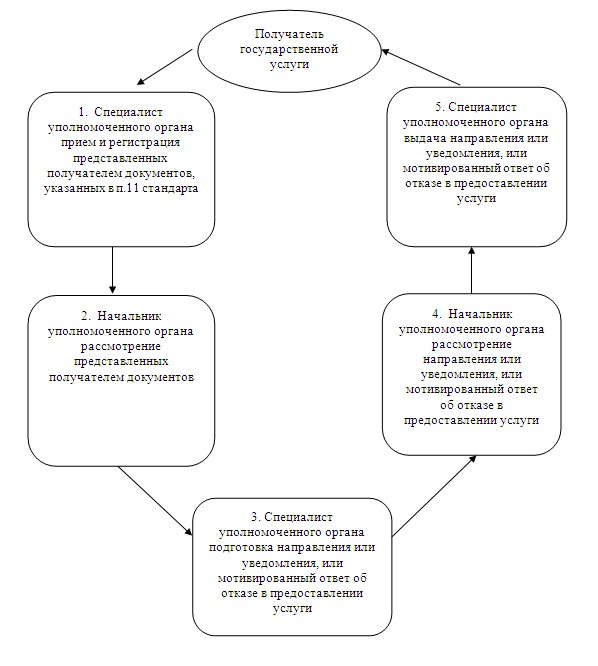 Получатель
государственной
услуги
1. Специалист
уполномоченного органа
прием и регистрация
представленных
получателем документов,
указанных в п.11 стандарта
2. Начальник
уполномоченного органа
рассмотрение
представленных
получателем документов
3. Специалист
уполномоченного органа
подготовка направления или
уведомления, или
мотивированный ответ об
отказе в предоставлении
услуги
4. Начальник
уполномоченного органа
рассмотрение
направления или
уведомления, или
мотивированный ответ
об отказе в
предоставлении услуги
5. Специалист
уполномоченного органа
выдача направления или
уведомления, или
мотивированный ответ об
отказе в предоставлении
услуги